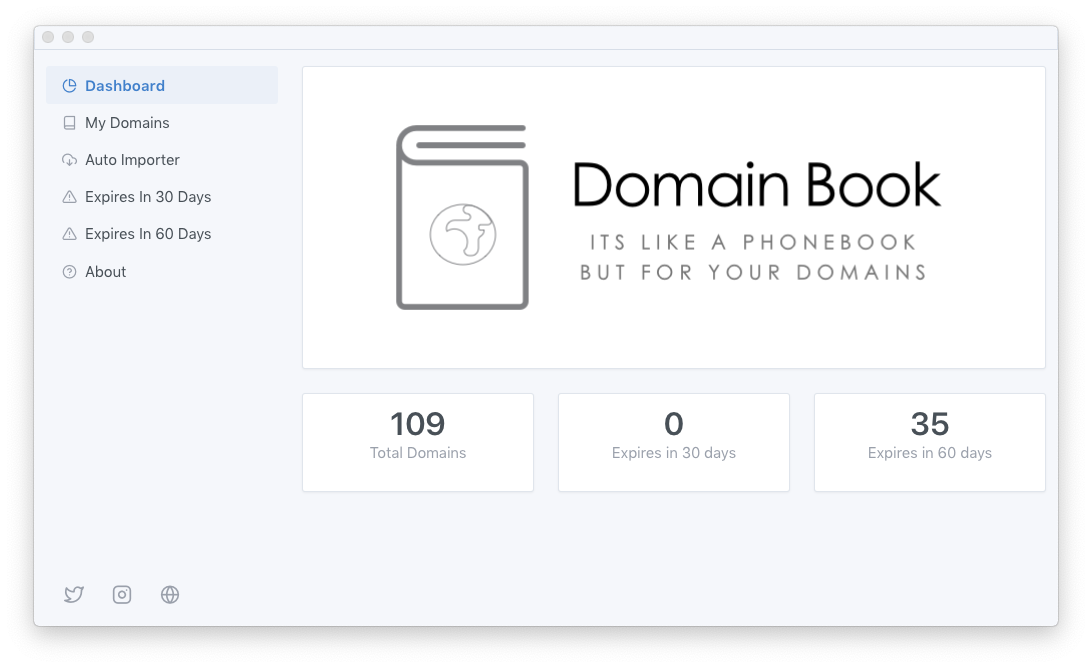 Dashboard
My Domains
Auto Importer
Expires In 30 Days
Expires In 60 Days
About
Domain Book
ITS LIKE A PHONEBOOK
BUT FOR YOUR DOMAINS
109
Total Domains
0
Expires in 30 days
35
Expires in 60 days